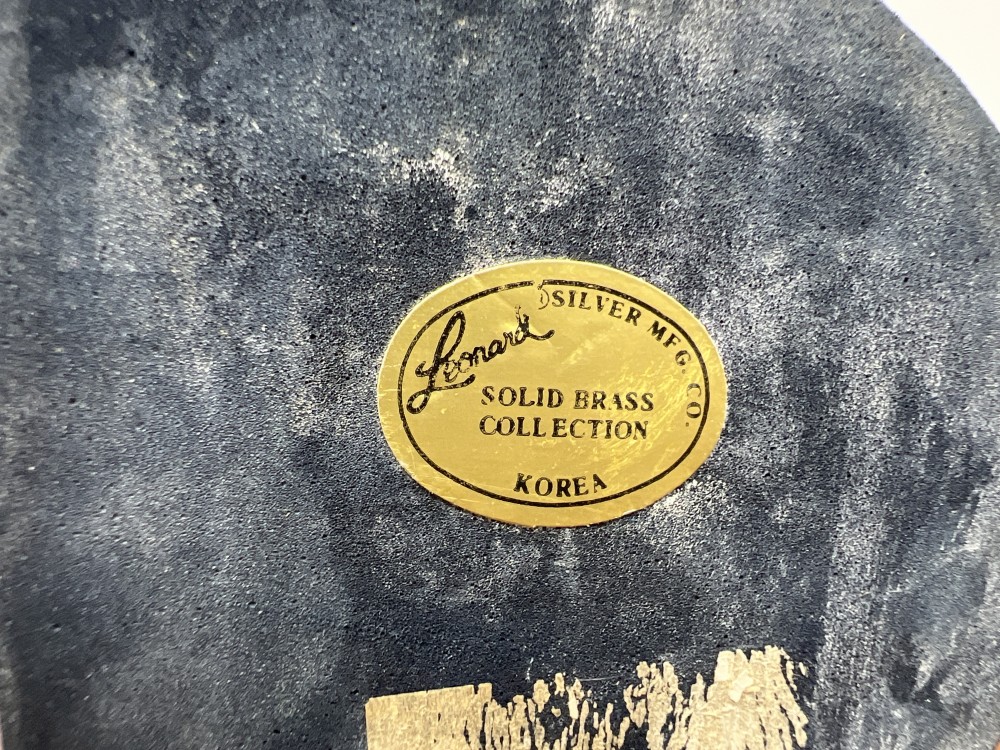 Leonard SILVER MFG. CO.
SOLID BRASS
COLLECTION
KOREA